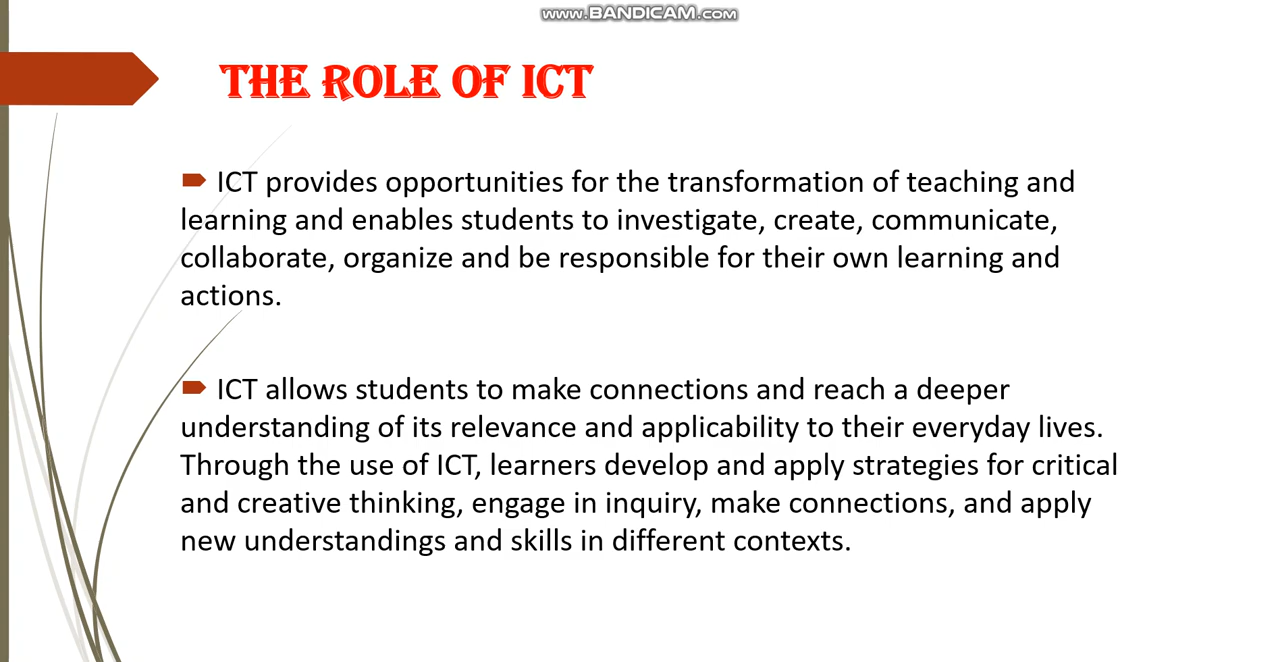 www.BANDICAM.com
THE ROLE OF ICT
ICT provides opportunities for the transformation of teaching and
learning and enables students to investigate, create, communicate,
collaborate, organize and be responsible for their own learning and
actions.
ICT allows students to make connections and reach a deeper
understanding of its relevance and applicability to their everyday lives.
Through the use of ICT, learners develop and apply strategies for critical
and creative thinking, engage in inquiry, make connections, and apply
new understandings and skills in different contexts.